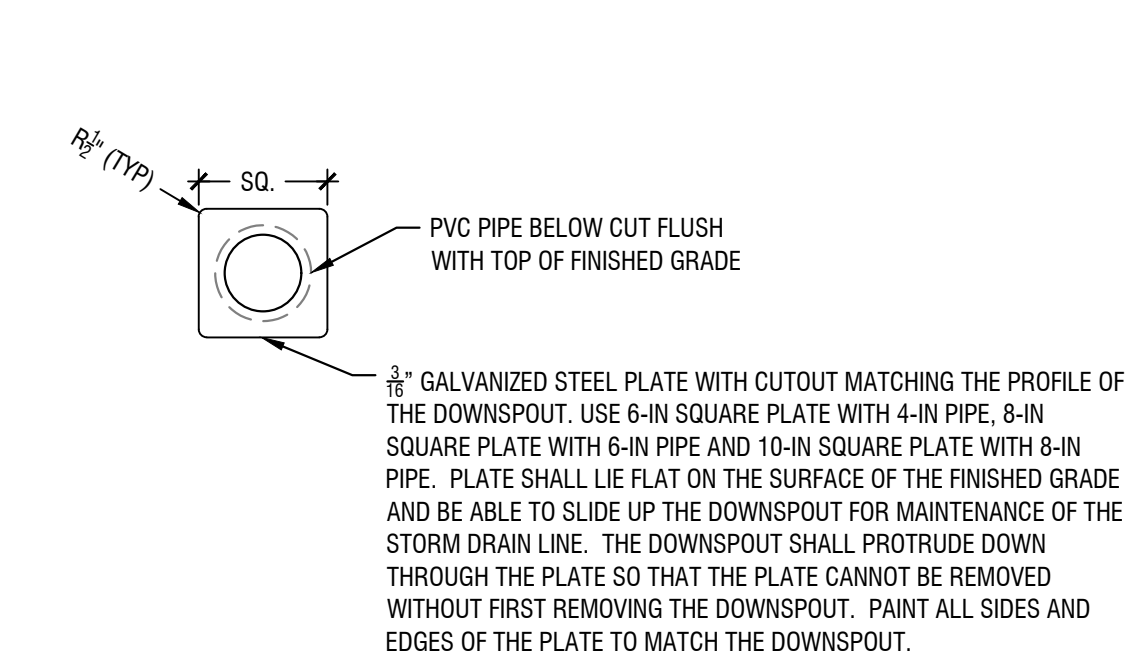 R1/2" (TYP)
SQ.
PVC PIPE BELOW CUT FLUSH
WITH TOP OF FINISHED GRADE
3/16” GALVANIZED STEEL PLATE WITH CUTOUT MATCHING THE PROFILE OF
THE DOWNSPOUT. USE 6-IN SQUARE PLATE WITH 4-IN PIPE, 8-IN
SQUARE PLATE WITH 6-IN PIPE AND 10-IN SQUARE PLATE WITH 8-IN
PIPE.  PLATE SHALL LIE FLAT ON THE SURFACE OF THE FINISHED GRADE
AND BE ABLE TO SLIDE UP THE DOWNSPOUT FOR MAINTENANCE OF THE
STORM DRAIN LINE.  THE DOWNSPOUT SHALL PROTRUDE DOWN
THROUGH THE PLATE SO THAT THE PLATE CANNOT BE REMOVED
WITHOUT FIRST REMOVING THE DOWNSPOUT.  PAINT ALL SIDES AND
EDGES OF THE PLATE TO MATCH THE DOWNSPOUT.